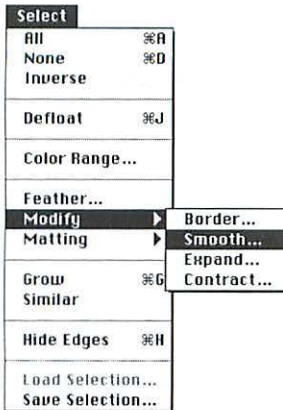 Select
All ⌘A
None ⌘D
Inverse
Defloat ⌘J
Color Range...
Feather...
Modify ▶
Border...
Matting ▶
Smooth...
Expand...
Grow ⌘G
Contract...
Similar
Hide Edges ⌘H
Load Selection...
Save Selection...